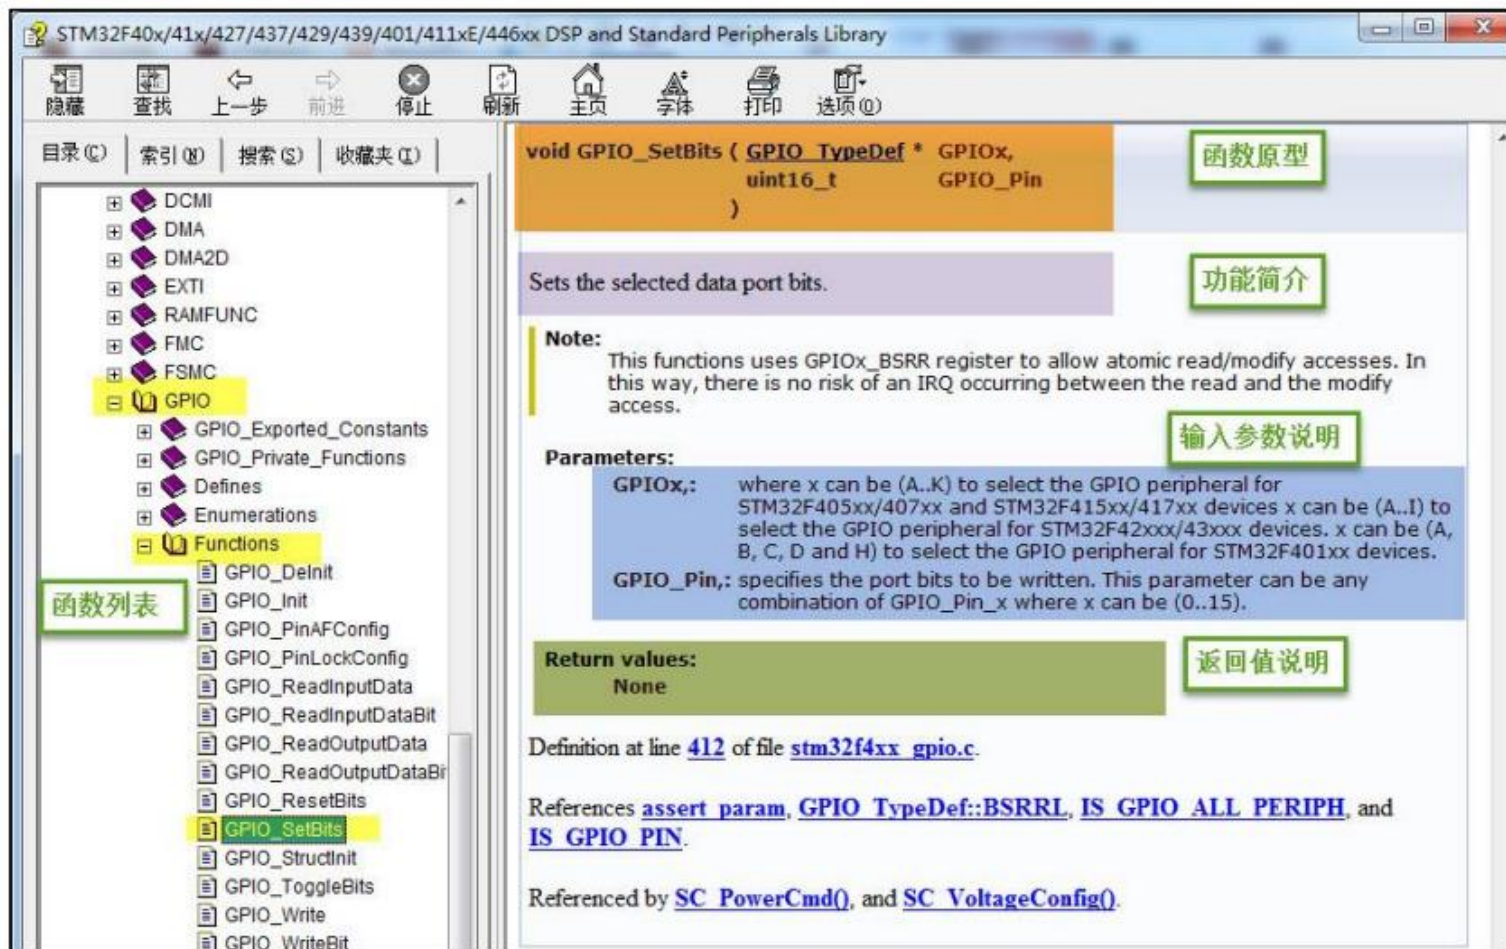 STM32F40x/41x/427/437/429/439/401/411xE/446xx DSP and Standard Peripherals Library
隐藏 查找 上一步 前进 停止 刷新 主页 字体 打印 选项(O)
目录(C) 索引(N) 搜索(S) 收藏夹(I)
DCMI
DMA
DMA2D
EXTI
RAMFUNC
FMC
FSMC
GPIO
GPIO_Exported_Constants
GPIO_Private_Functions
Defines
Enumerations
Functions
GPIO_DeInit
函数列表
GPIO_Init
GPIO_PinAFConfig
GPIO_PinLockConfig
GPIO_ReadInputData
GPIO_ReadInputDataBit
GPIO_ReadOutputData
GPIO_ReadOutputDataBi
GPIO_ResetBits
GPIO_SetBits
GPIO_StructInit
GPIO_ToggleBits
GPIO_Write
GPIO_WriteBit
void GPIO_SetBits ( GPIO_TypeDef * GPIOx,
uint16_t GPIO_Pin
)
函数原型
Sets the selected data port bits.
功能简介
Note:
This functions uses GPIOx_BSRR register to allow atomic read/modify accesses. In
this way, there is no risk of an IRQ occurring between the read and the modify
access.
输入参数说明
Parameters:
GPIOx,: where x can be (A..K) to select the GPIO peripheral for
STM32F405xx/407xx and STM32F415xx/417xx devices x can be (A..I) to
select the GPIO peripheral for STM32F42xxx/43xxx devices. x can be (A,
B, C, D and H) to select the GPIO peripheral for STM32F401xx devices.
GPIO_Pin,: specifies the port bits to be written. This parameter can be any
combination of GPIO_Pin_x where x can be (0..15).
Return values:
None
返回值说明
Definition at line 412 of file stm32f4xx_gpio.c.
References assert_param, GPIO_TypeDef::BSRRL, IS_GPIO_ALL_PERIPH, and
IS_GPIO_PIN.
Referenced by SC_PowerCmd(), and SC_VoltageConfig().